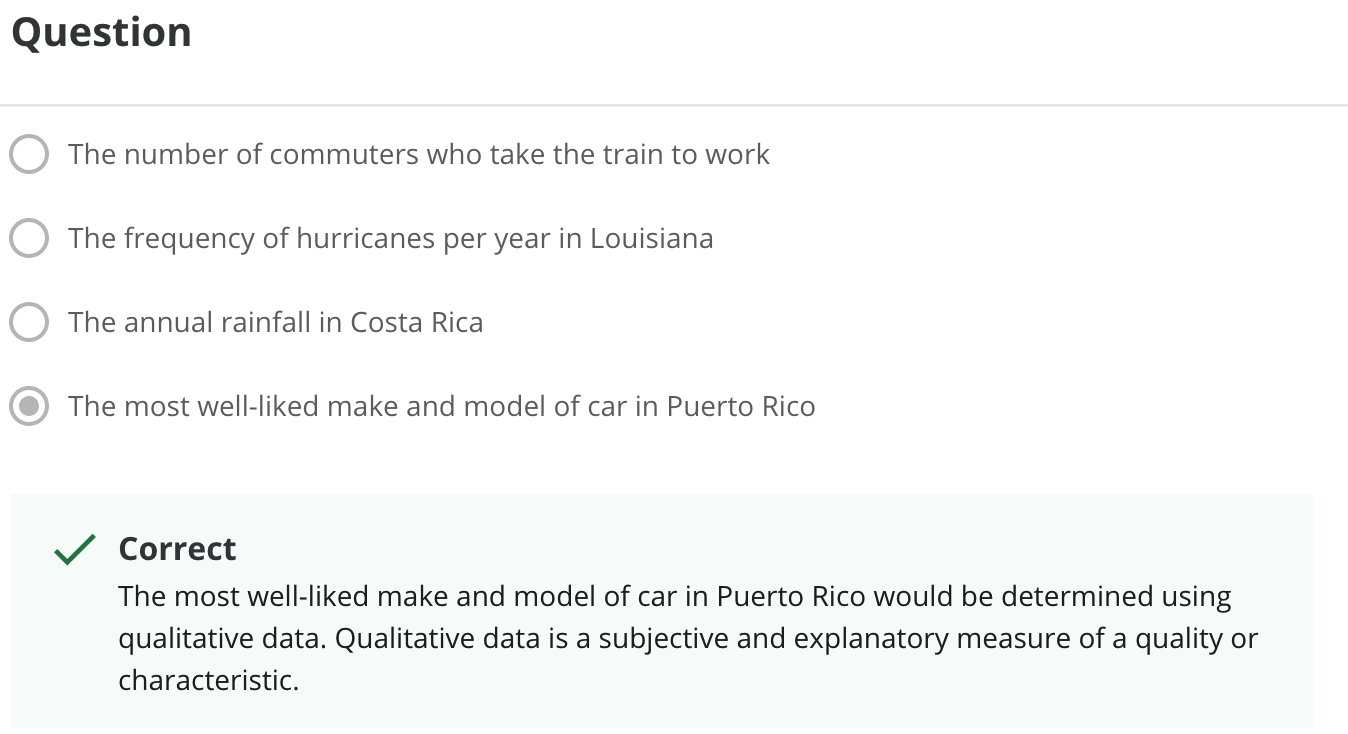 Question
The number of commuters who take the train to work
The frequency of hurricanes per year in Louisiana
The annual rainfall in Costa Rica
The most well-liked make and model of car in Puerto Rico
Correct
The most well-liked make and model of car in Puerto Rico would be determined using
qualitative data. Qualitative data is a subjective and explanatory measure of a quality or
characteristic.